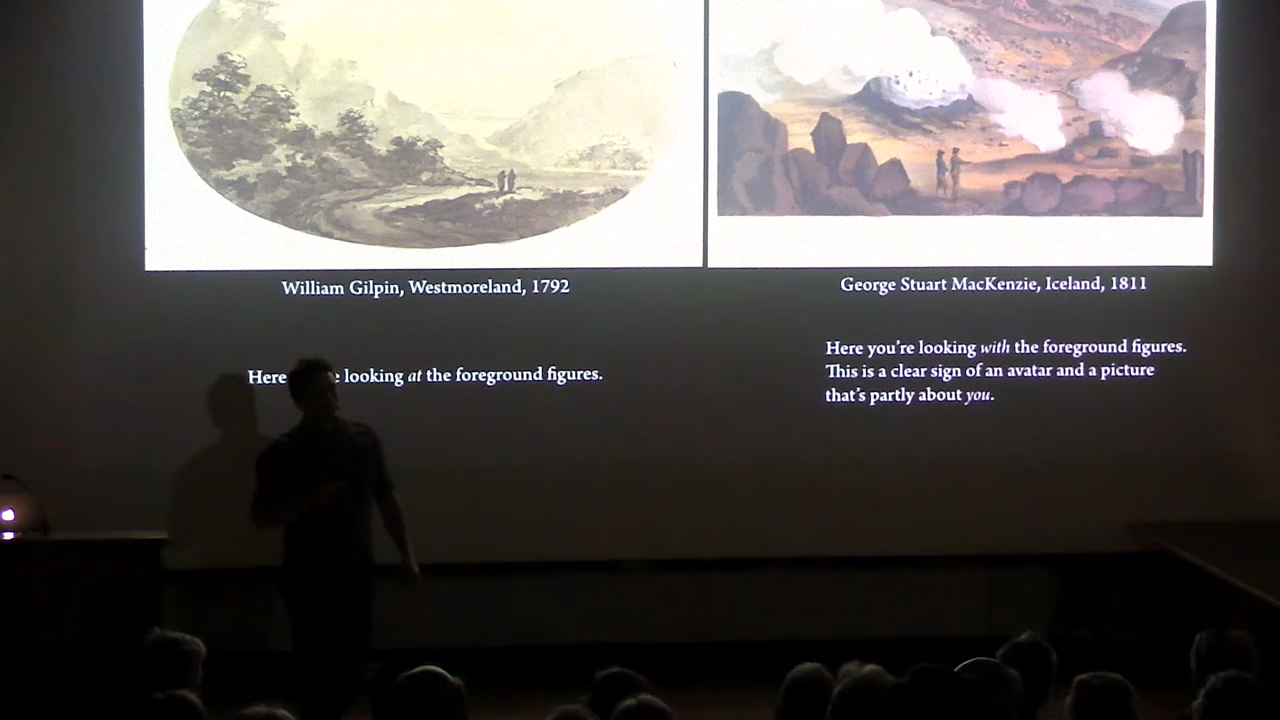 William Gilpin, Westmoreland, 1792
Here looking at the foreground figures.
George Stuart MacKenzie, Iceland, 1811
Here you're looking with the foreground figures.
This is a clear sign of an avatar and a picture
that's partly about you.